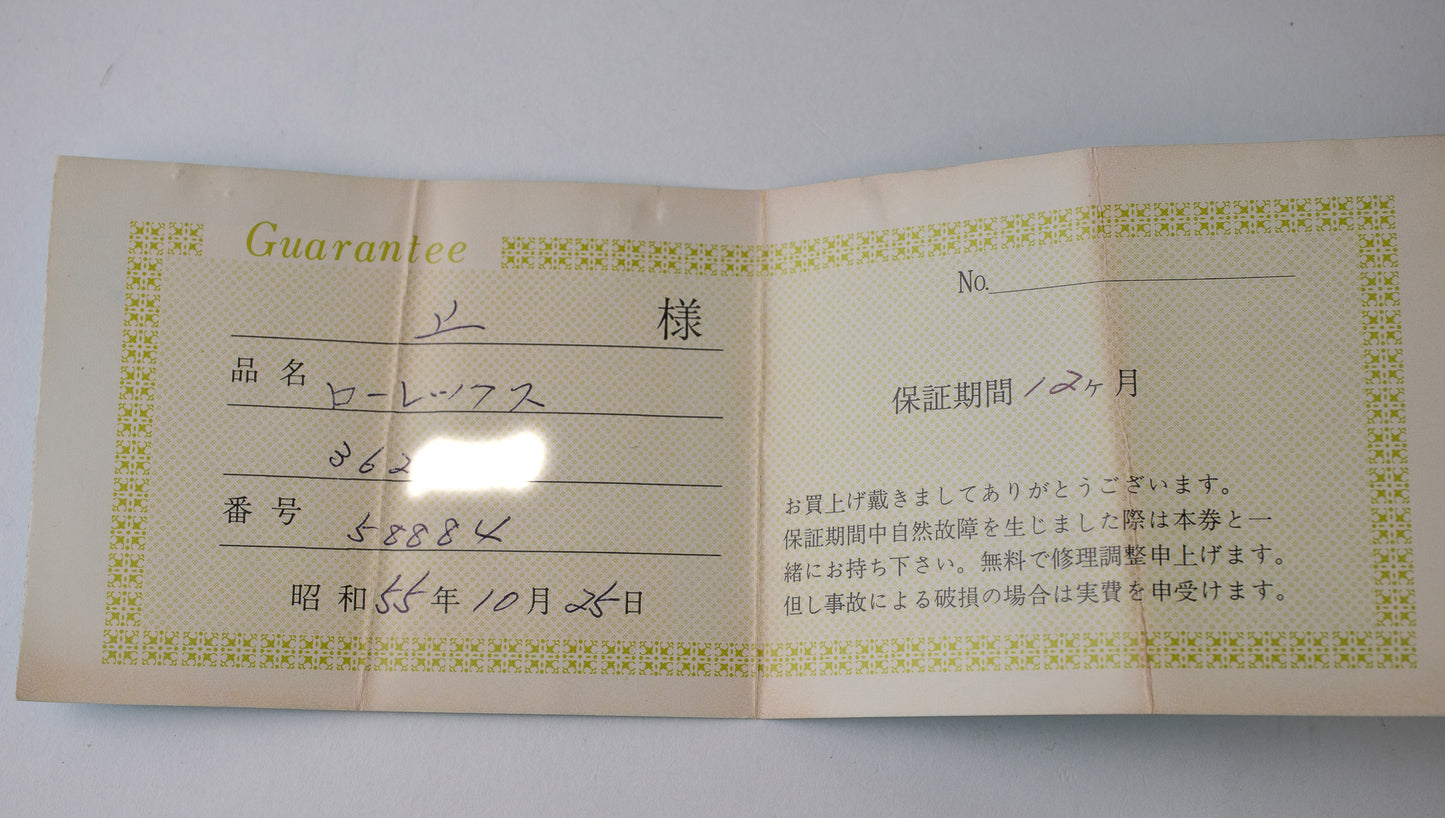 Guarantee
上 様
品名 ローレックス
362
番号 58884
昭和55年10月25日
No.
保証期間12ヶ月
お買上げ戴きましてありがとうございます。
保証期間中自然故障を生じました際は本券と一
緒にお持ち下さい。無料で修理調整申上げます。
但し事故による破損の場合は実費を申受けます。